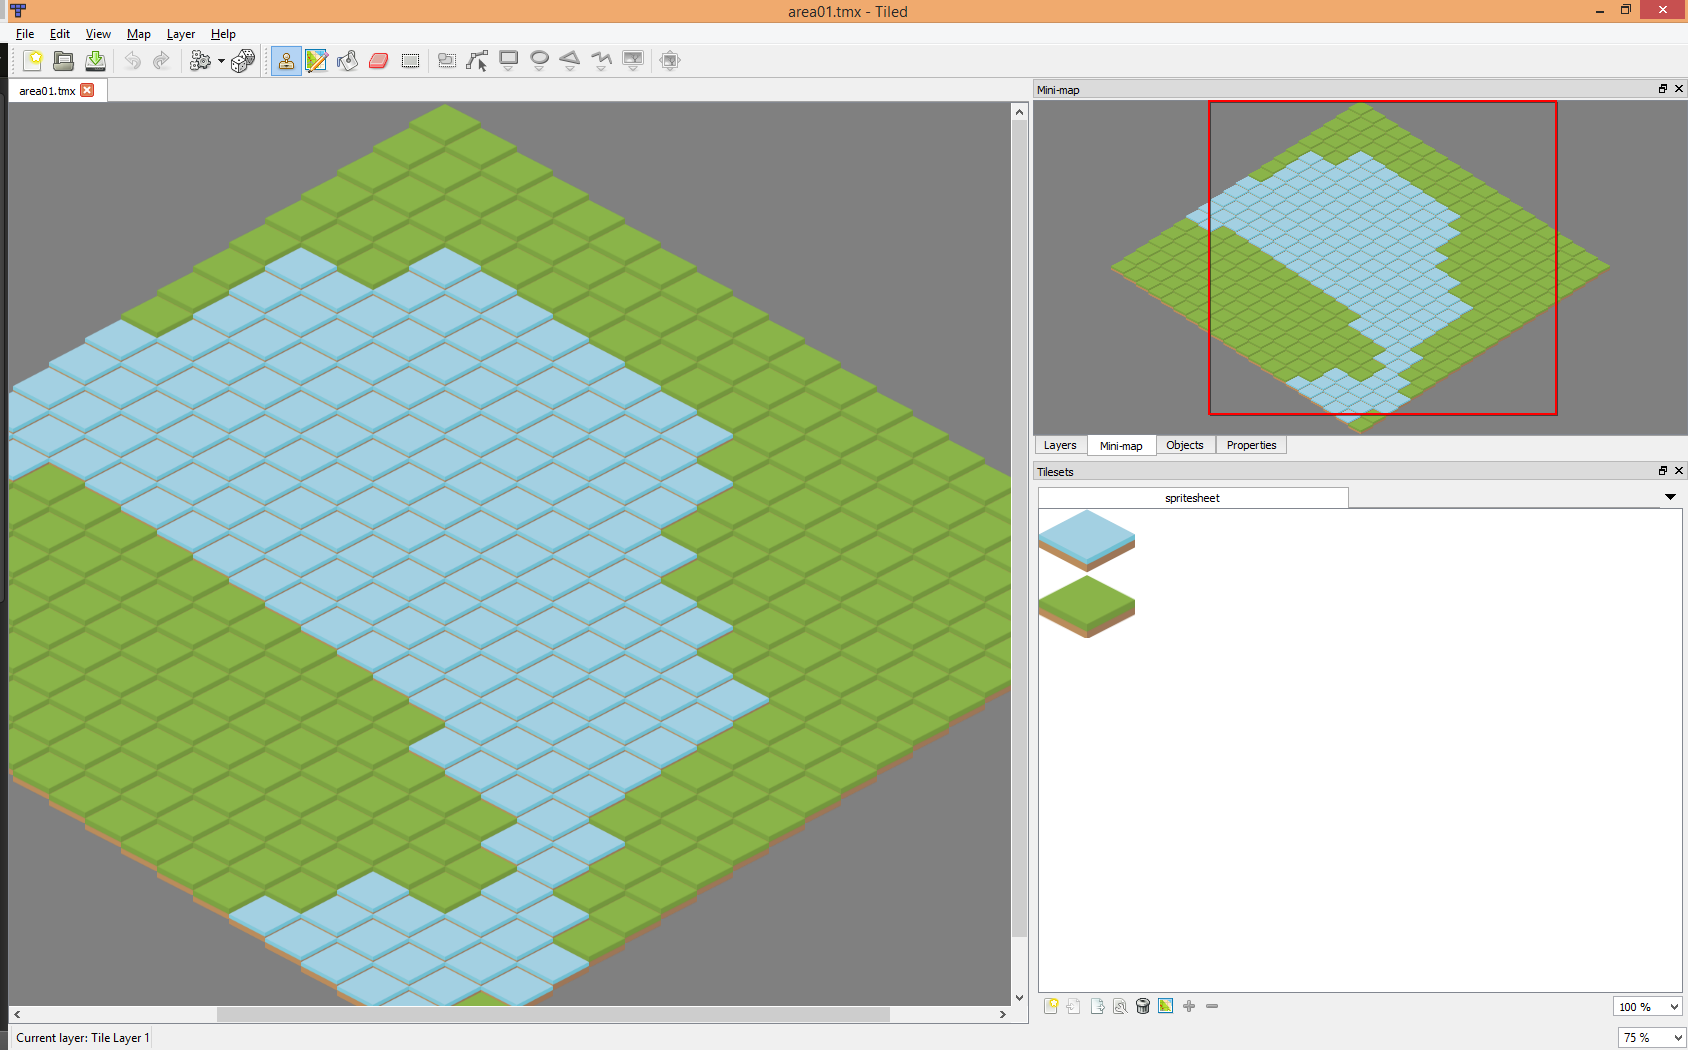 area01.tmx - Tiled
File Edit View Map Layer Help
area01.tmx
Mini-map
Layers Mini-map Objects Properties
Tilesets
spritesheet
100 %
Current layer: Tile Layer 1
75 %